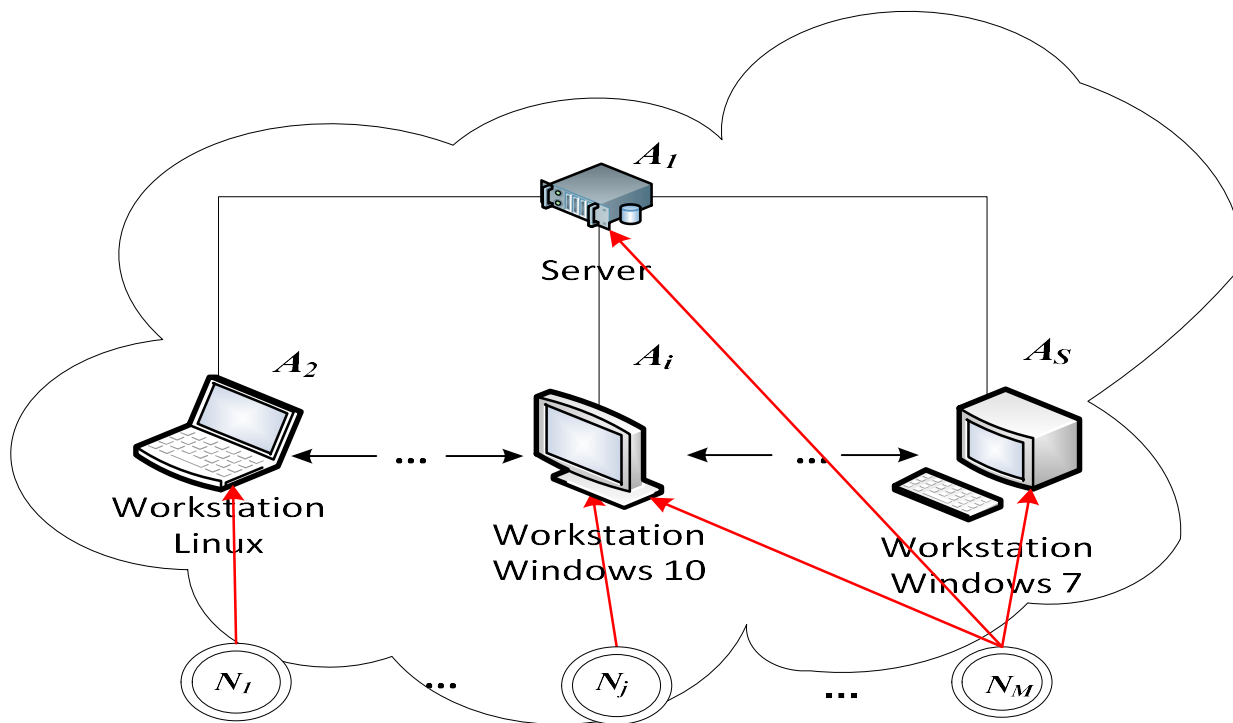 A1
Server
A2
Ai
AS
...
...
Workstation
Linux
Workstation
Windows 10
Workstation
Windows 7
N1
...
Nj
...
NM